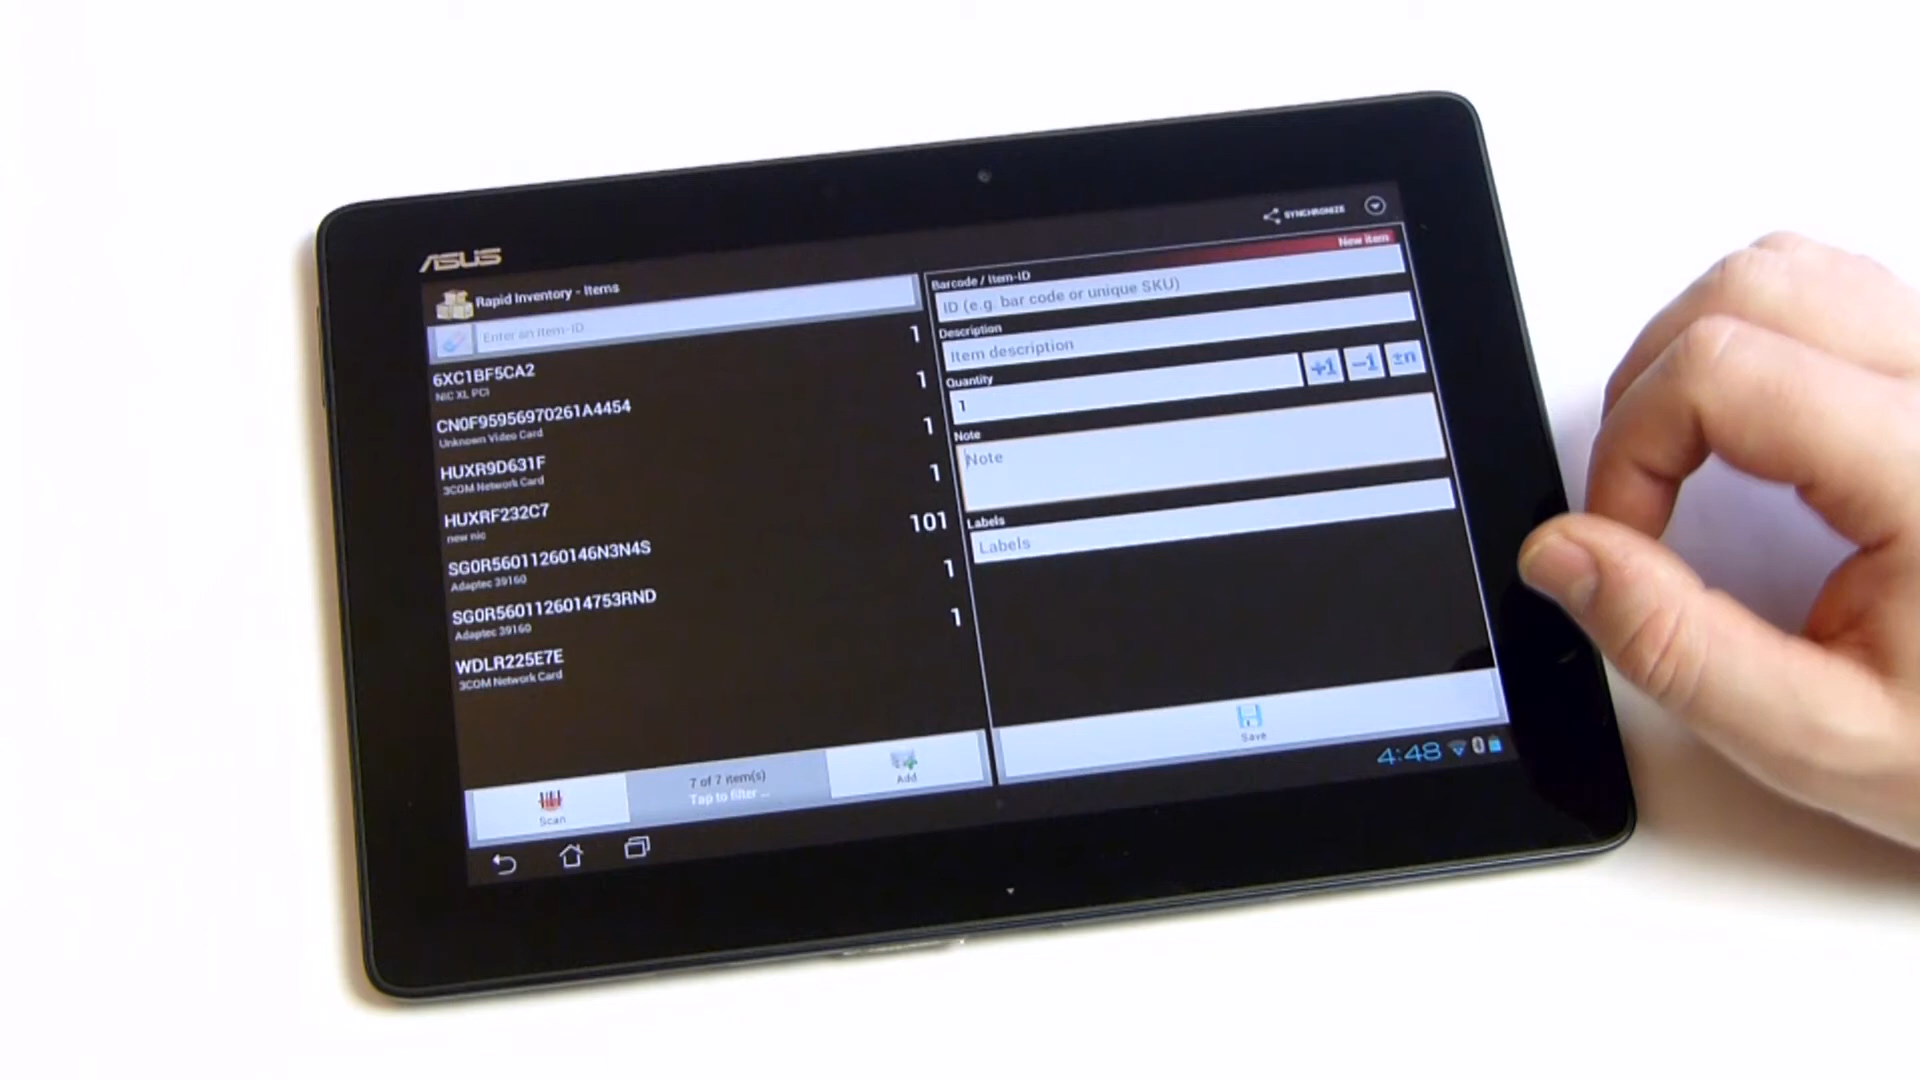 ASUS
SYNCHRONIZE
Rapid Inventory - Items
Enter an Item-ID
6XC1BF5CA2
1
NIC XL PCI
CN0F95956970261A4454
1
Unknown Video Card
HUXR9D631F
1
3COM Network Card
HUXRF232C7
1
new nic
SG0R56011260146N3N4S
101
Adaptec 39160
SG0R5601126014753RND
1
Adaptec 39160
WDLR225E7E
1
3COM Network Card
Scan
7 of 7 item(s)
Tap to filter ...
Add
New item
Barcode / Item-ID
ID (e.g. bar code or unique SKU)
Description
Item description
Quantity
1
+1
-1
±n
Note
Note
Labels
Labels
Save
4:48